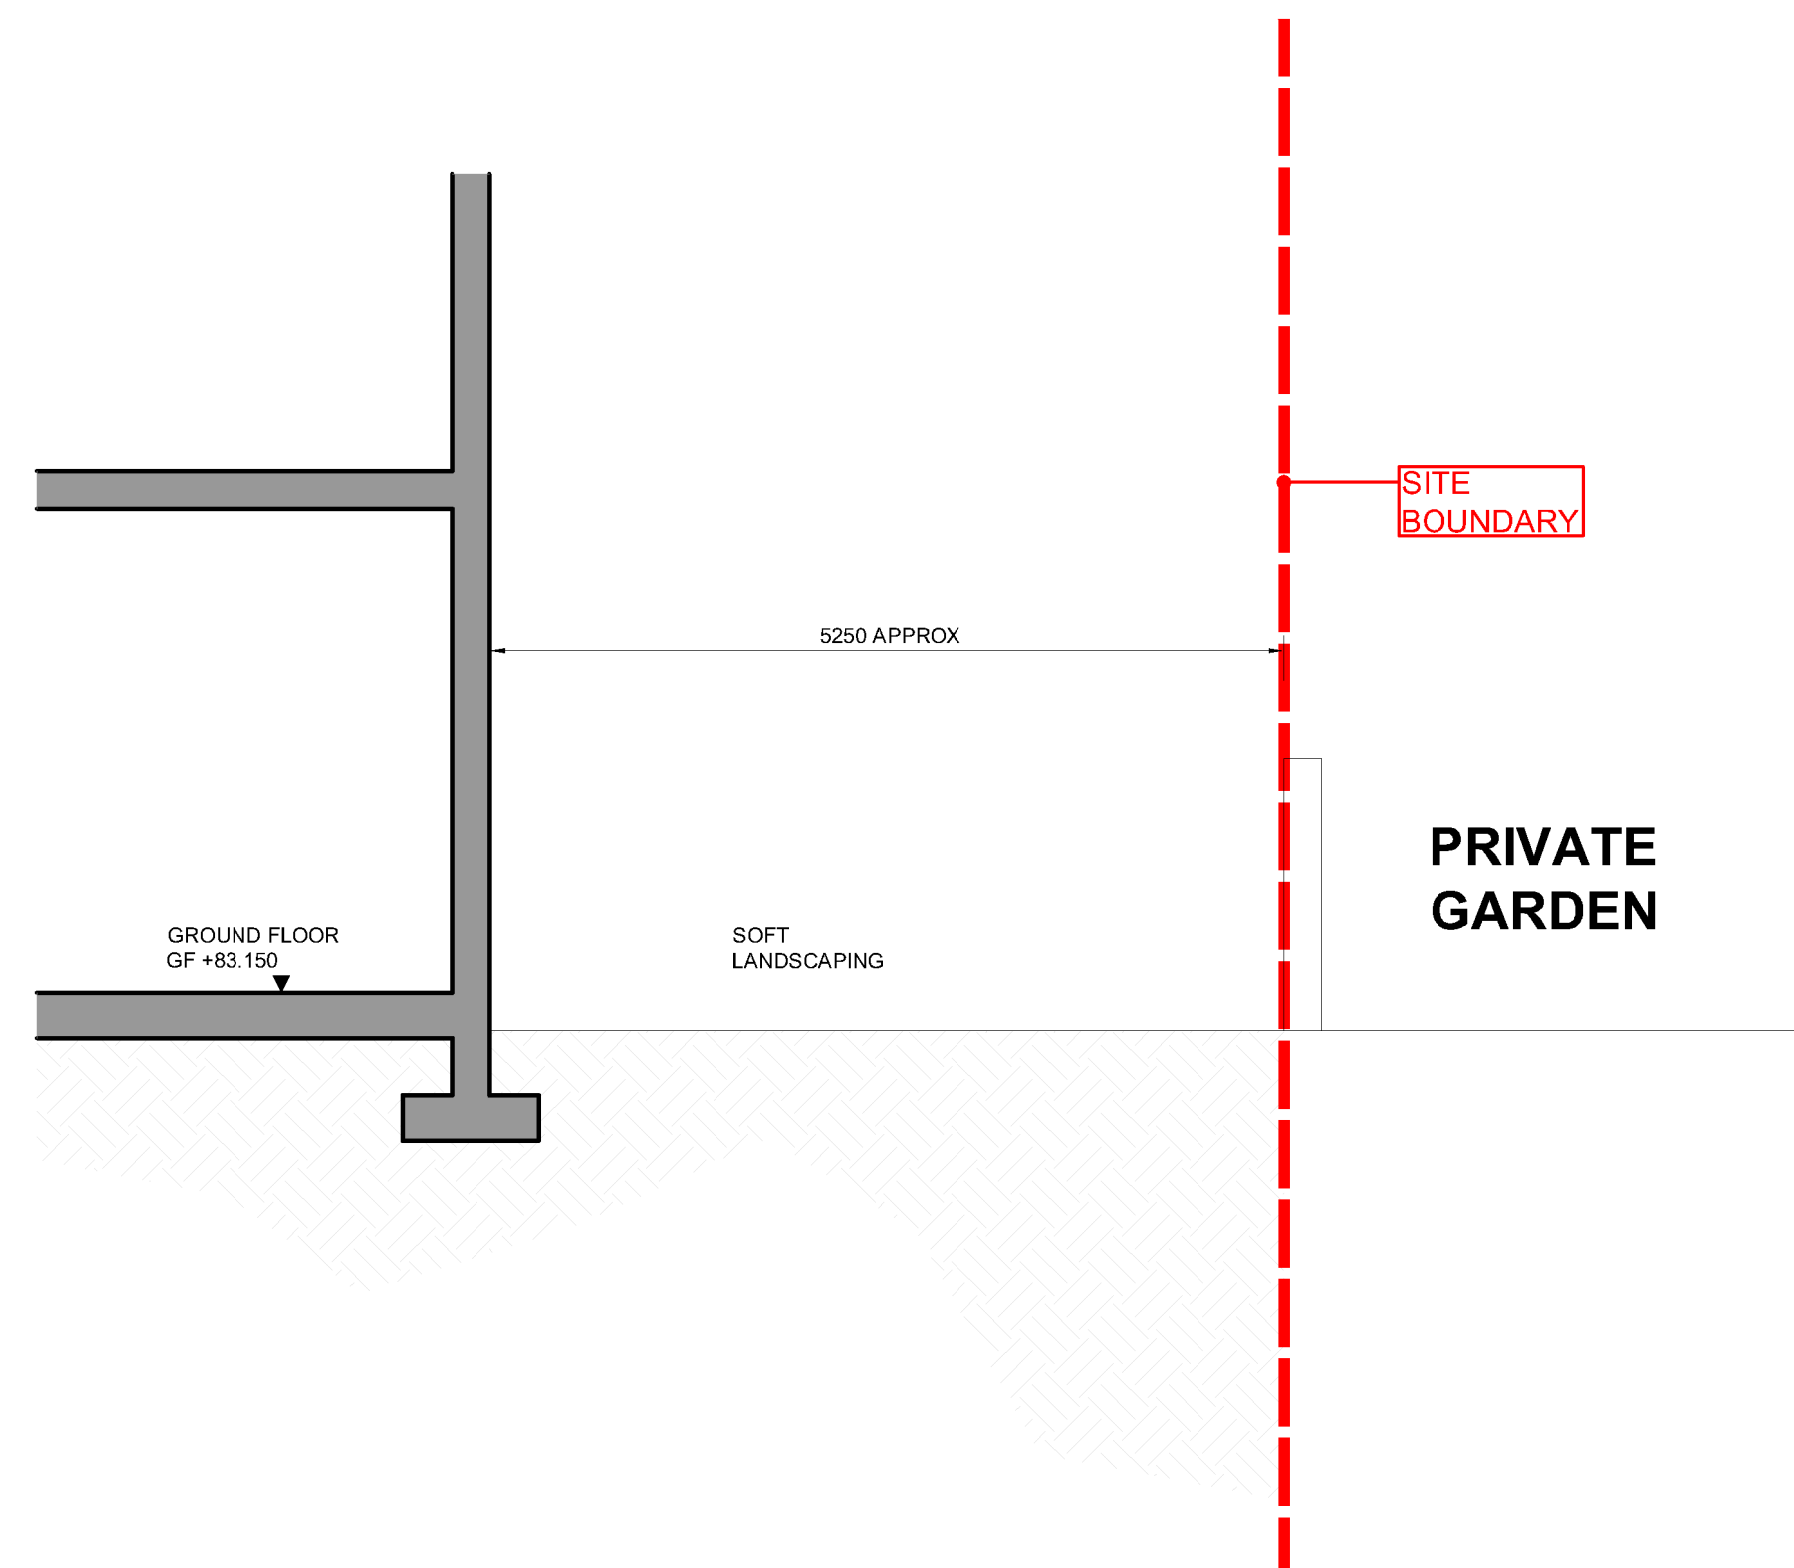 SITE
BOUNDARY
5250 APPROX
PRIVATE
GARDEN
GROUND FLOOR
GF +83.150
SOFT
LANDSCAPING